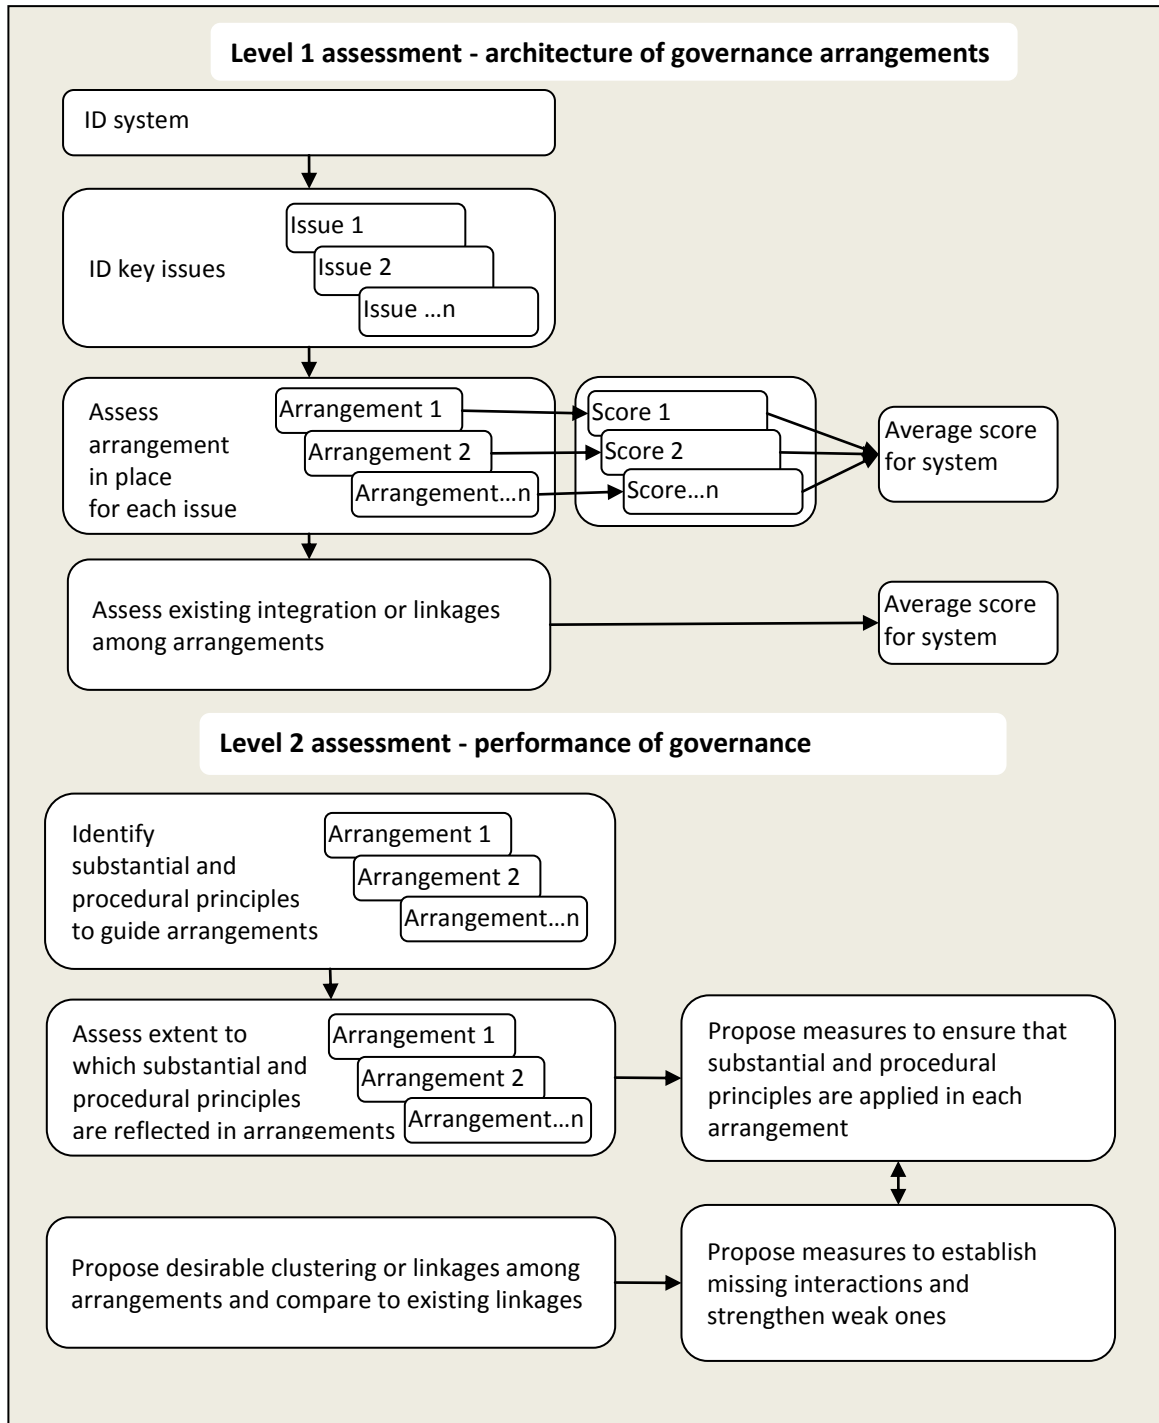 Level 1 assessment - architecture of governance arrangements
ID system
ID key issues
Issue 1
Issue 2
Issue ...n
Assess
arrangement
in place
for each issue
Arrangement 1
Arrangement 2
Arrangement...n
Score 1
Score 2
Score...n
Average score
for system
Assess existing integration or linkages
among arrangements
Average score
for system
Level 2 assessment - performance of governance
Identify
substantial and
procedural principles
to guide arrangements
Arrangement 1
Arrangement 2
Arrangement...n
Assess extent to
which substantial and
procedural principles
are reflected in arrangements
Arrangement 1
Arrangement 2
Arrangement...n
Propose measures to ensure that
substantial and procedural
principles are applied in each
arrangement
Propose desirable clustering or linkages among
arrangements and compare to existing linkages
Propose measures to establish
missing interactions and
strengthen weak ones